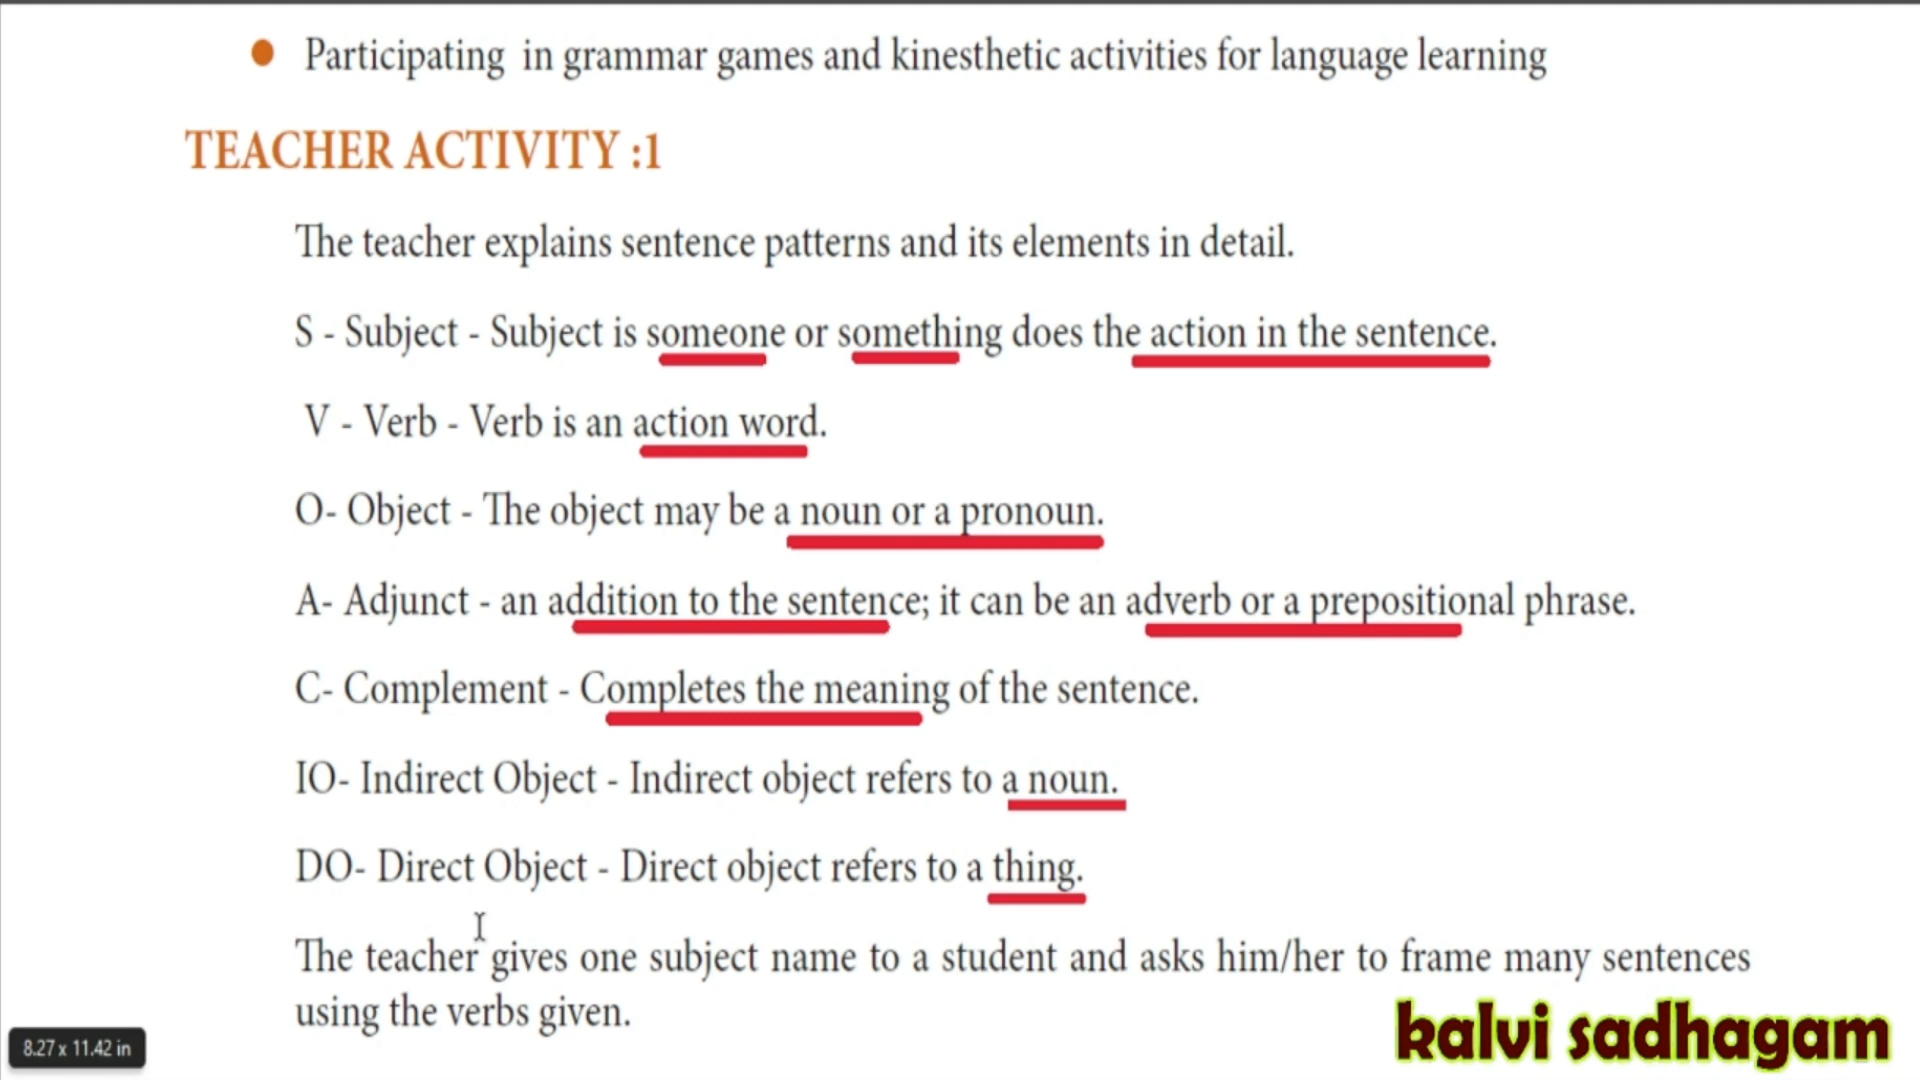 ● Participating in grammar games and kinesthetic activities for language learning
TEACHER ACTIVITY :1
The teacher explains sentence patterns and its elements in detail.
S - Subject - Subject is someone or something does the action in the sentence.
V - Verb - Verb is an action word.
O- Object - The object may be a noun or a pronoun.
A- Adjunct - an addition to the sentence; it can be an adverb or a prepositional phrase.
C- Complement - Completes the meaning of the sentence.
IO- Indirect Object - Indirect object refers to a noun.
DO- Direct Object - Direct object refers to a thing.
The teacher gives one subject name to a student and asks him/her to frame many sentences
using the verbs given.
kalvi sadhagam
8.27 x 11.42 in